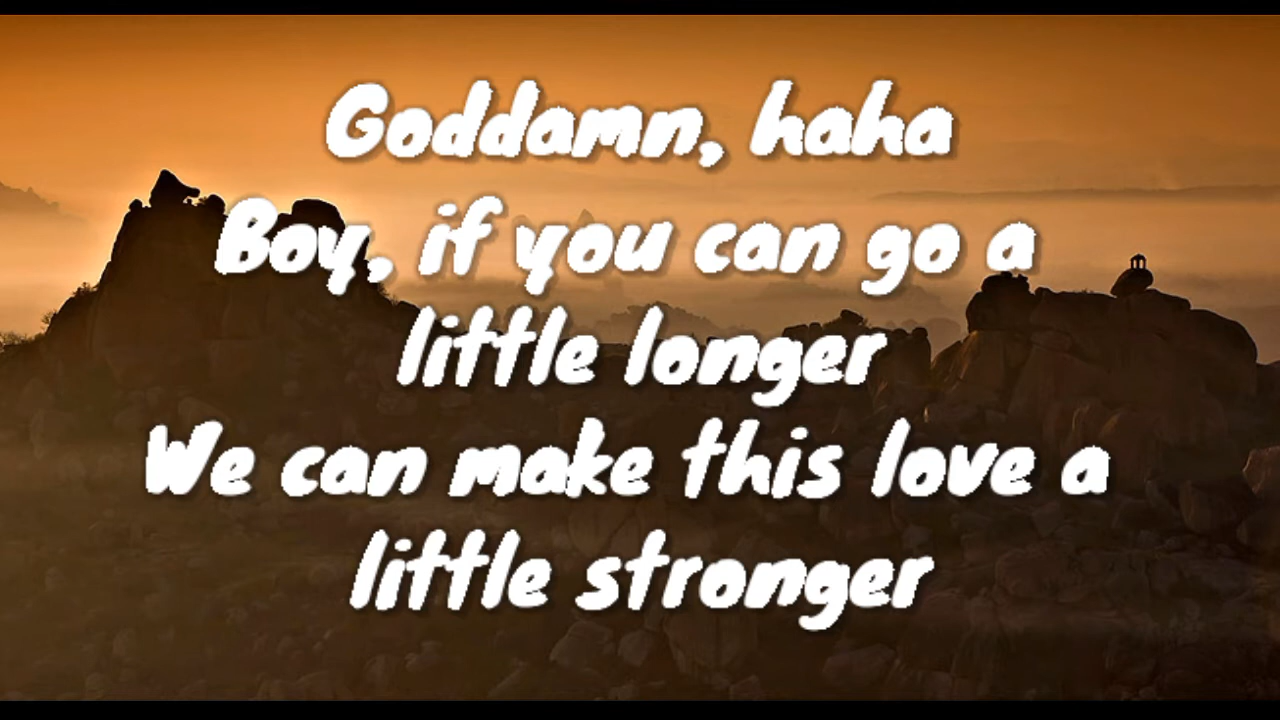 Goddamn, haha
Boy, if you can go a
little longer
We can make this love a
little stronger